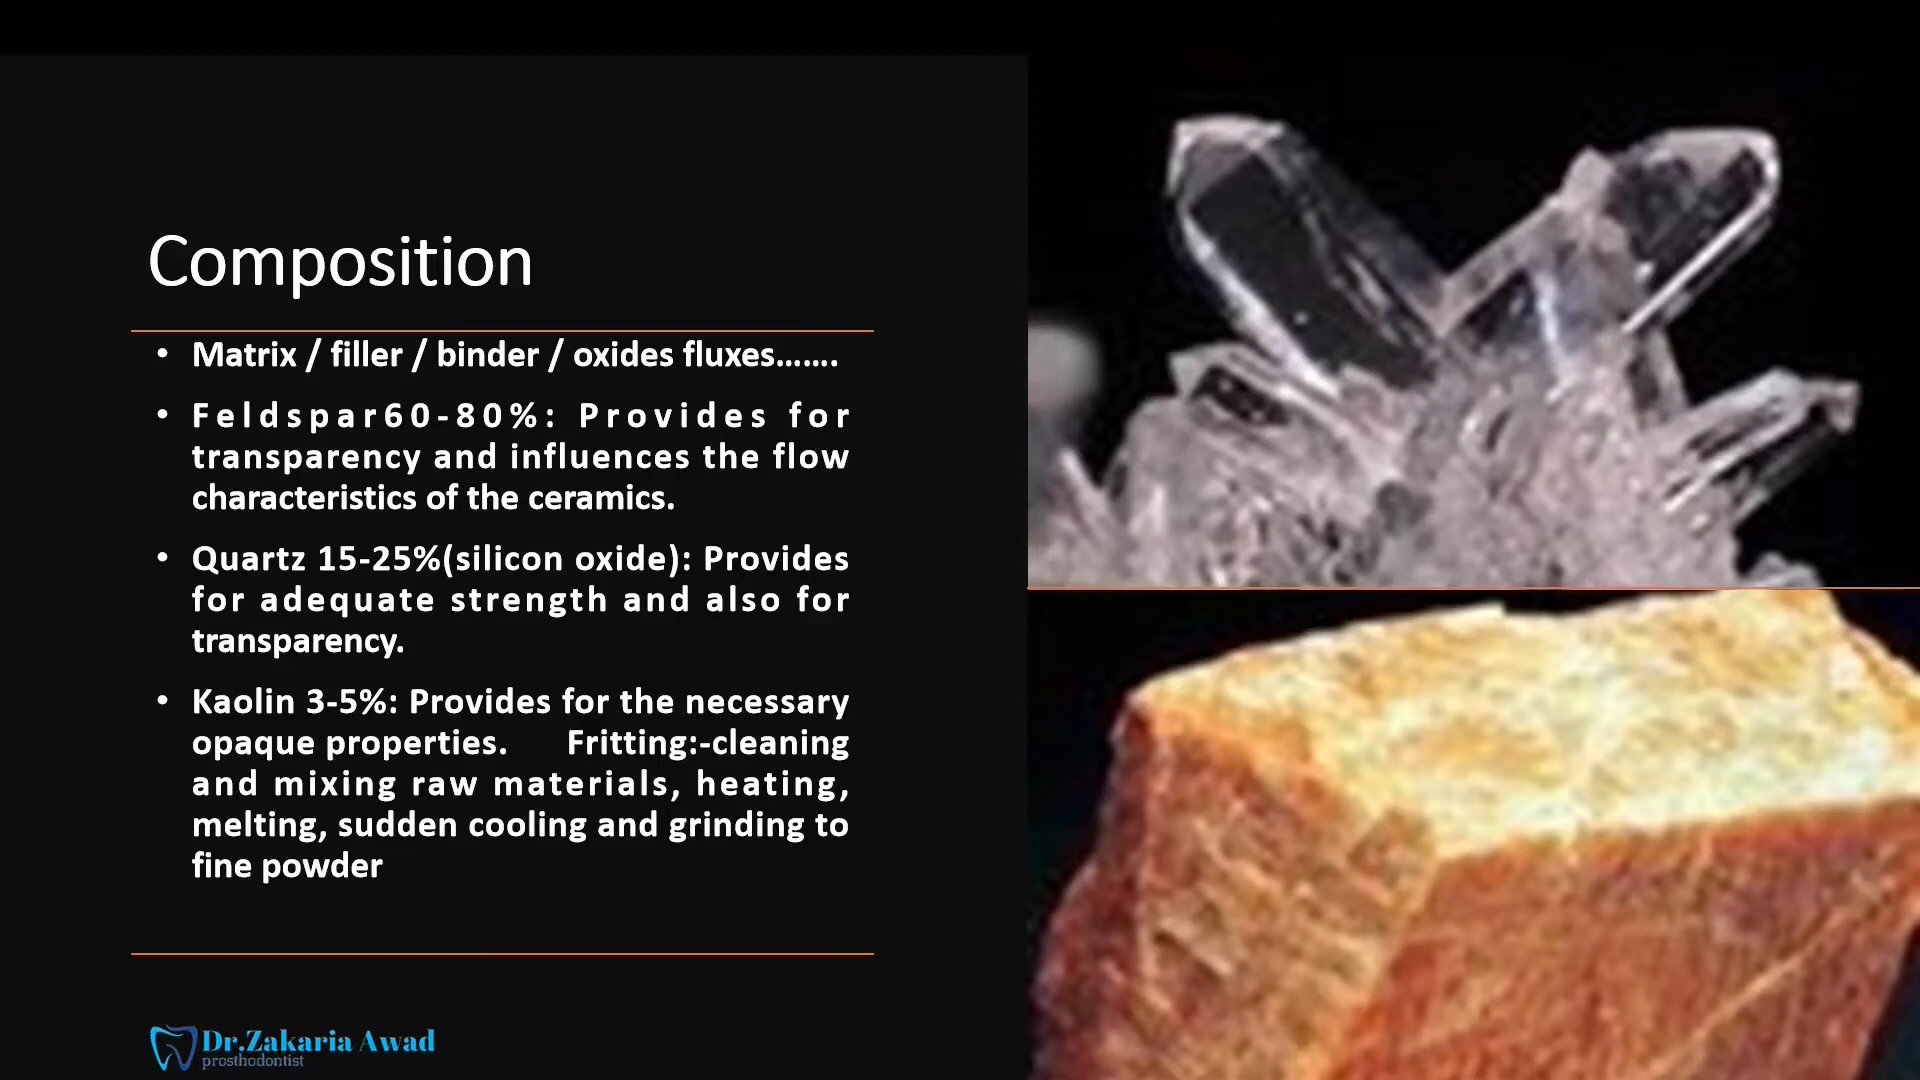 Composition
• Matrix / filler / binder / oxides fluxes…….
• Feldspar60-80%: Provides for
transparency and influences the flow
characteristics of the ceramics.
• Quartz 15-25%(silicon oxide): Provides
for adequate strength and also for
transparency.
• Kaolin 3-5%: Provides for the necessary
opaque properties. Fritting:-cleaning
and mixing raw materials, heating,
melting, sudden cooling and grinding to
fine powder
Dr.Zakaria Awad
prosthodontist